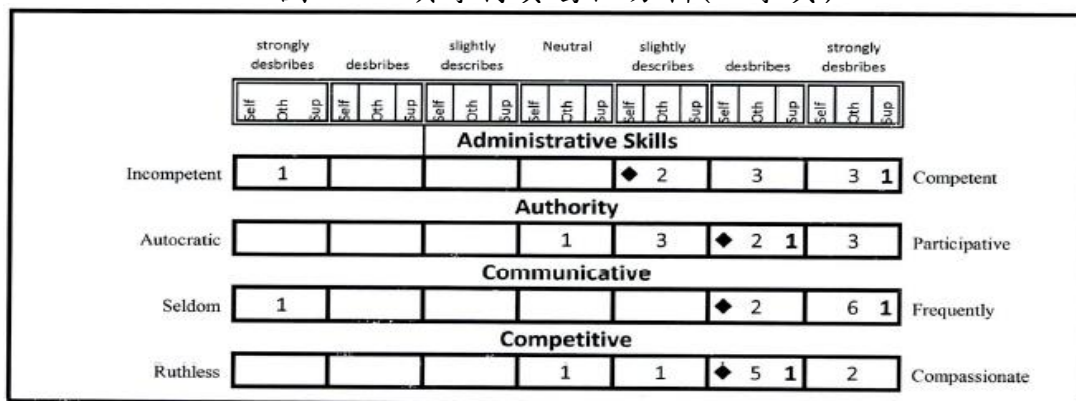 strongly desbribes desbribes slightly describes Neutral slightly describes desbribes strongly desbribes
Self Oth Sup Self Oth Sup Self Oth Sup Self Oth Sup Self Oth Sup Self Oth Sup Self Oth Sup
Administrative Skills
Incompetent 1 ◆ 2 3 3 1 Competent
Authority
Autocratic 1 3 ◆ 2 1 3 Participative
Communicative
Seldom 1 ◆ 2 6 1 Frequently
Competitive
Ruthless 1 1 ◆ 5 1 2 Compassionate